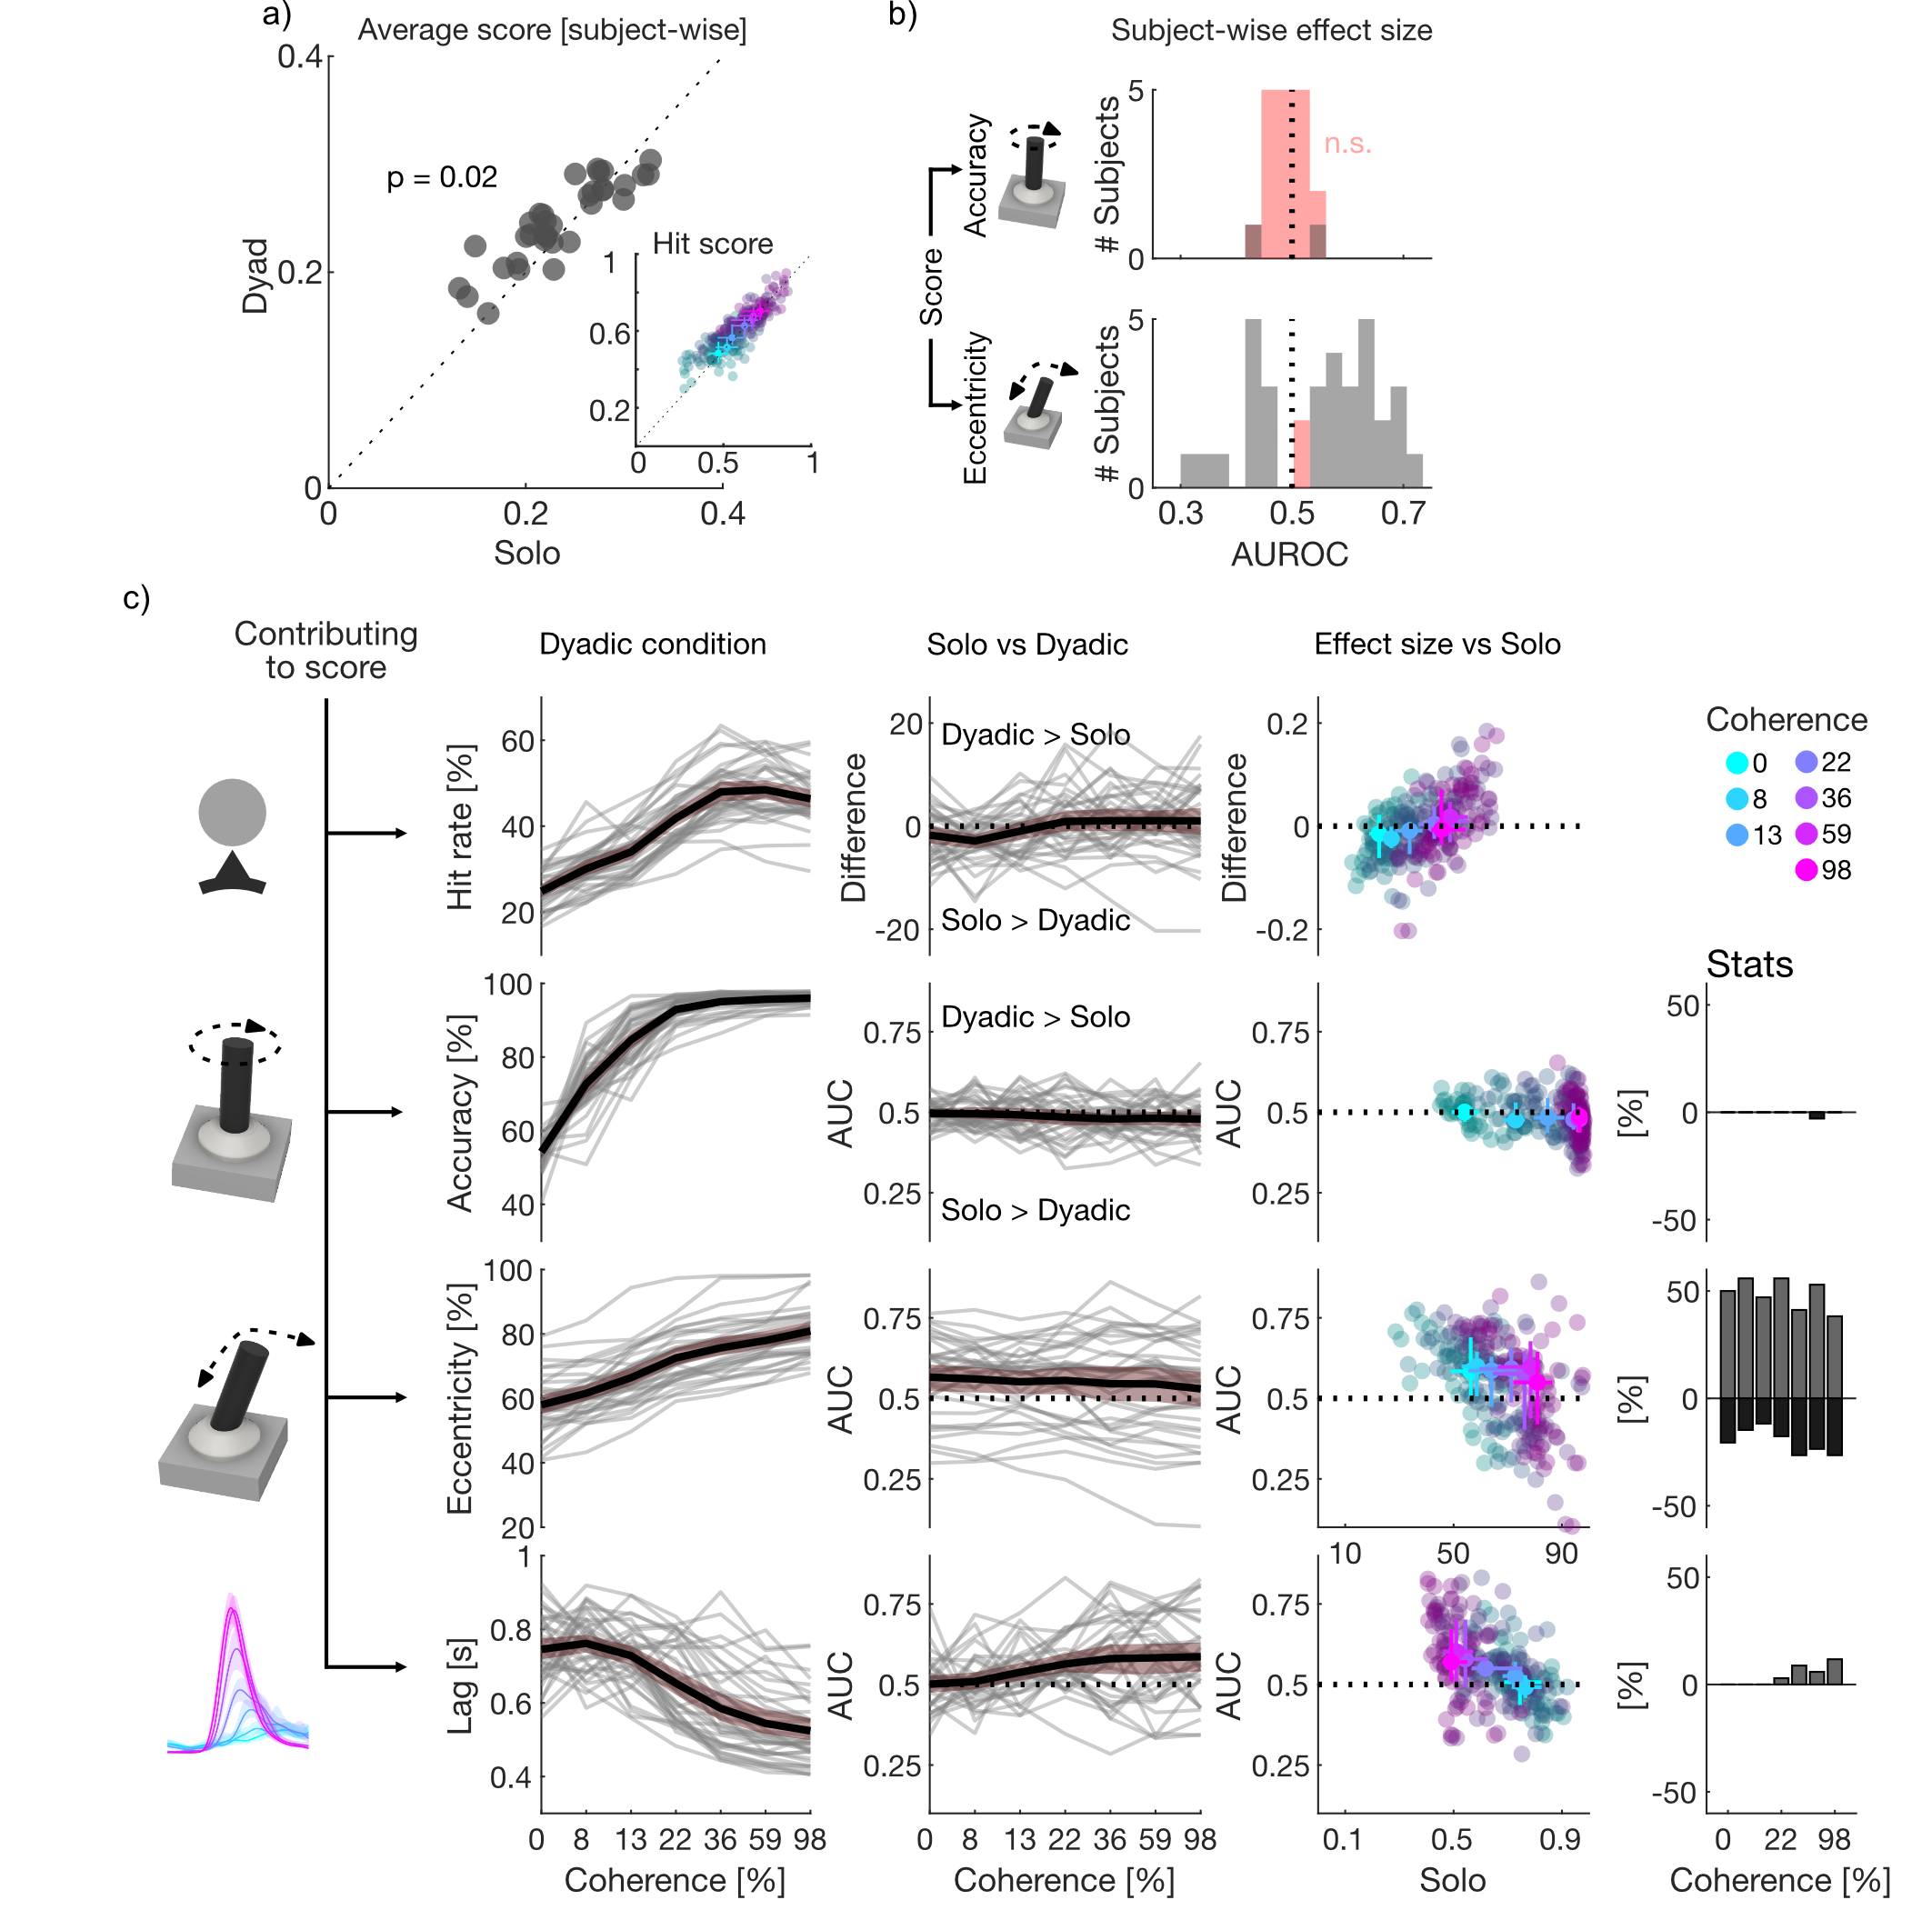 a)
Average score [subject-wise]
0.4
0.2
0
Dyad
p = 0.02
Hit score
1
0.6
0.2
0
0.5
1
0
0.2
0.4
Solo
b)
Subject-wise effect size
Score
Accuracy
# Subjects
5
0
n.s.
Eccentricity
# Subjects
5
0
0.3
0.5
0.7
AUROC
c)
Contributing
to score
Dyadic condition
Solo vs Dyadic
Effect size vs Solo
Hit rate [%]
60
40
20
Difference
20
0
-20
Dyadic > Solo
Solo > Dyadic
Difference
0.2
0
-0.2
Coherence
0
22
8
36
13
59
98
Accuracy [%]
100
80
60
40
AUC
0.75
0.5
0.25
Dyadic > Solo
Solo > Dyadic
AUC
0.75
0.5
0.25
Stats
[%]
50
0
-50
Eccentricity [%]
100
80
60
40
20
AUC
0.75
0.5
0.25
AUC
0.75
0.5
0.25
10
50
90
[%]
50
0
-50
Lag [s]
1
0.8
0.6
0.4
0
8
13
22
36
59
98
Coherence [%]
AUC
0.75
0.5
0.25
0
8
13
22
36
59
98
Coherence [%]
AUC
0.75
0.5
0.25
0.1
0.5
0.9
Solo
[%]
50
0
-50
0
22
98
Coherence [%]